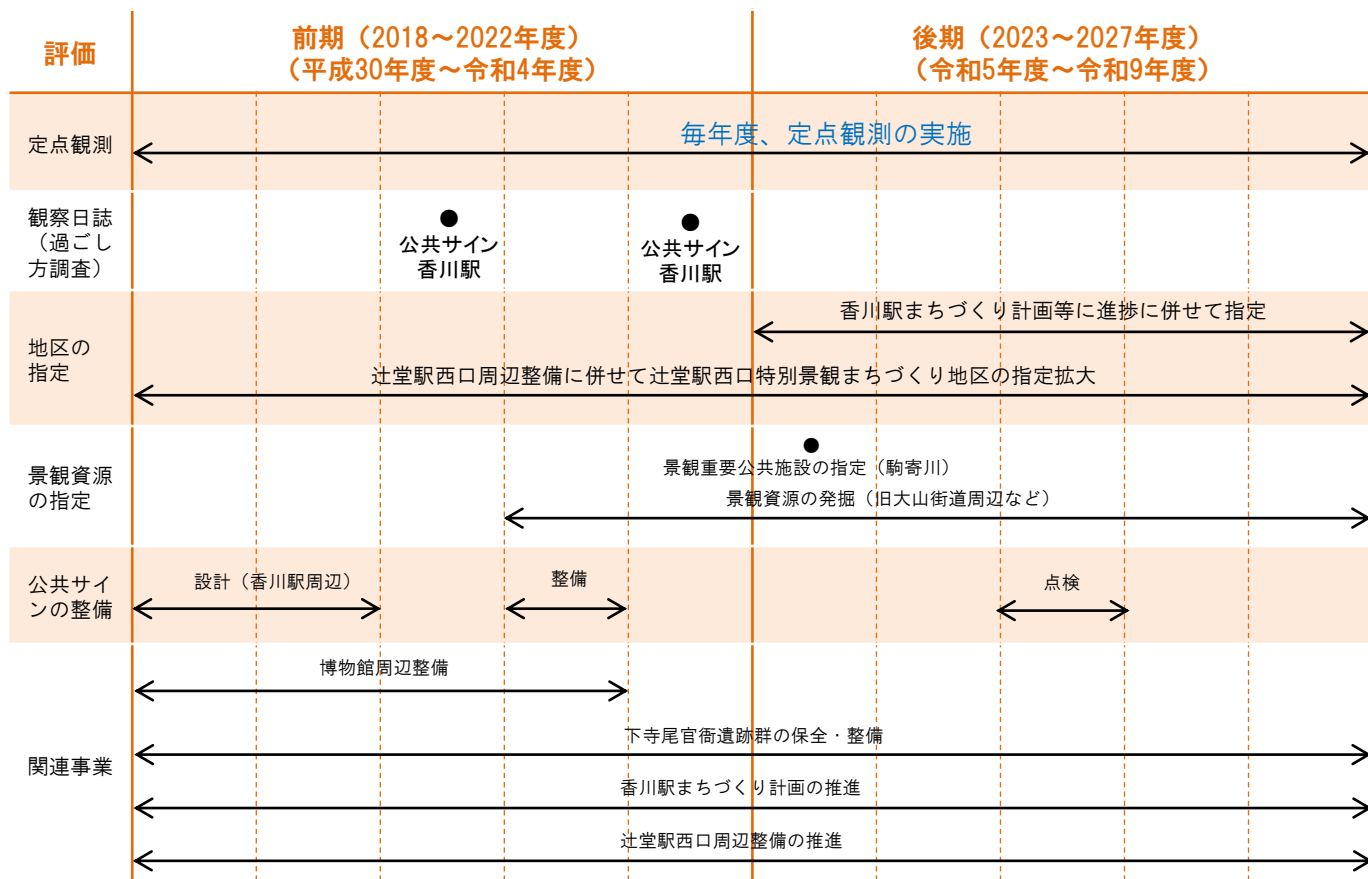 評価
前期（2018～2022年度）
（平成30年度～令和4年度）
後期（2023～2027年度）
（令和5年度～令和9年度）
定点観測
毎年度、定点観測の実施
観察日誌
（過ごし
方調査）
公共サイン
香川駅
公共サイン
香川駅
地区の
指定
香川駅まちづくり計画等に進捗に併せて指定
辻堂駅西口周辺整備に併せて辻堂駅西口特別景観まちづくり地区の指定拡大
景観資源
の指定
景観重要公共施設の指定（駒寄川）
景観資源の発掘（旧大山街道周辺など）
公共サイ
ンの整備
設計（香川駅周辺）
整備
点検
関連事業
博物館周辺整備
下寺尾官衙遺跡群の保全・整備
香川駅まちづくり計画の推進
辻堂駅西口周辺整備の推進